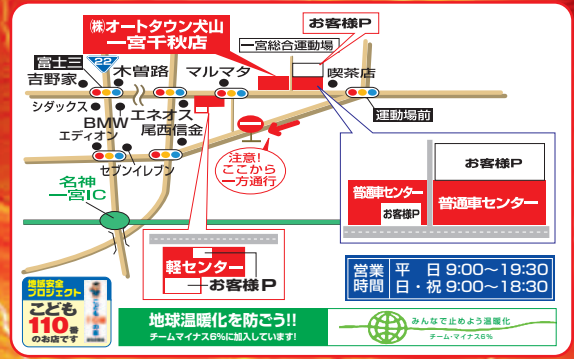 ㈱オートタウン犬山
一宮千秋店
お客様P
一宮総合運動場
富士三
22
吉野家
木曽路
マルマタ
喫茶店
シダックス
BMW
エネオス
尾西信金
エディオン
セブンイレブン
運動場前
注意!
ここから
一方通行
名神
一宮IC
お客様P
普通車センター
お客様P
普通車センター
軽センター
お客様P
営業
時間
平 日 9:00〜19:30
日・祝 9:00〜18:30
地域安全
プロジェクト
こども
110番
のお店です
地球温暖化を防ごう!!
チームマイナス6%に加入しています!
みんなで止めよう温暖化
チーム・マイナス6%